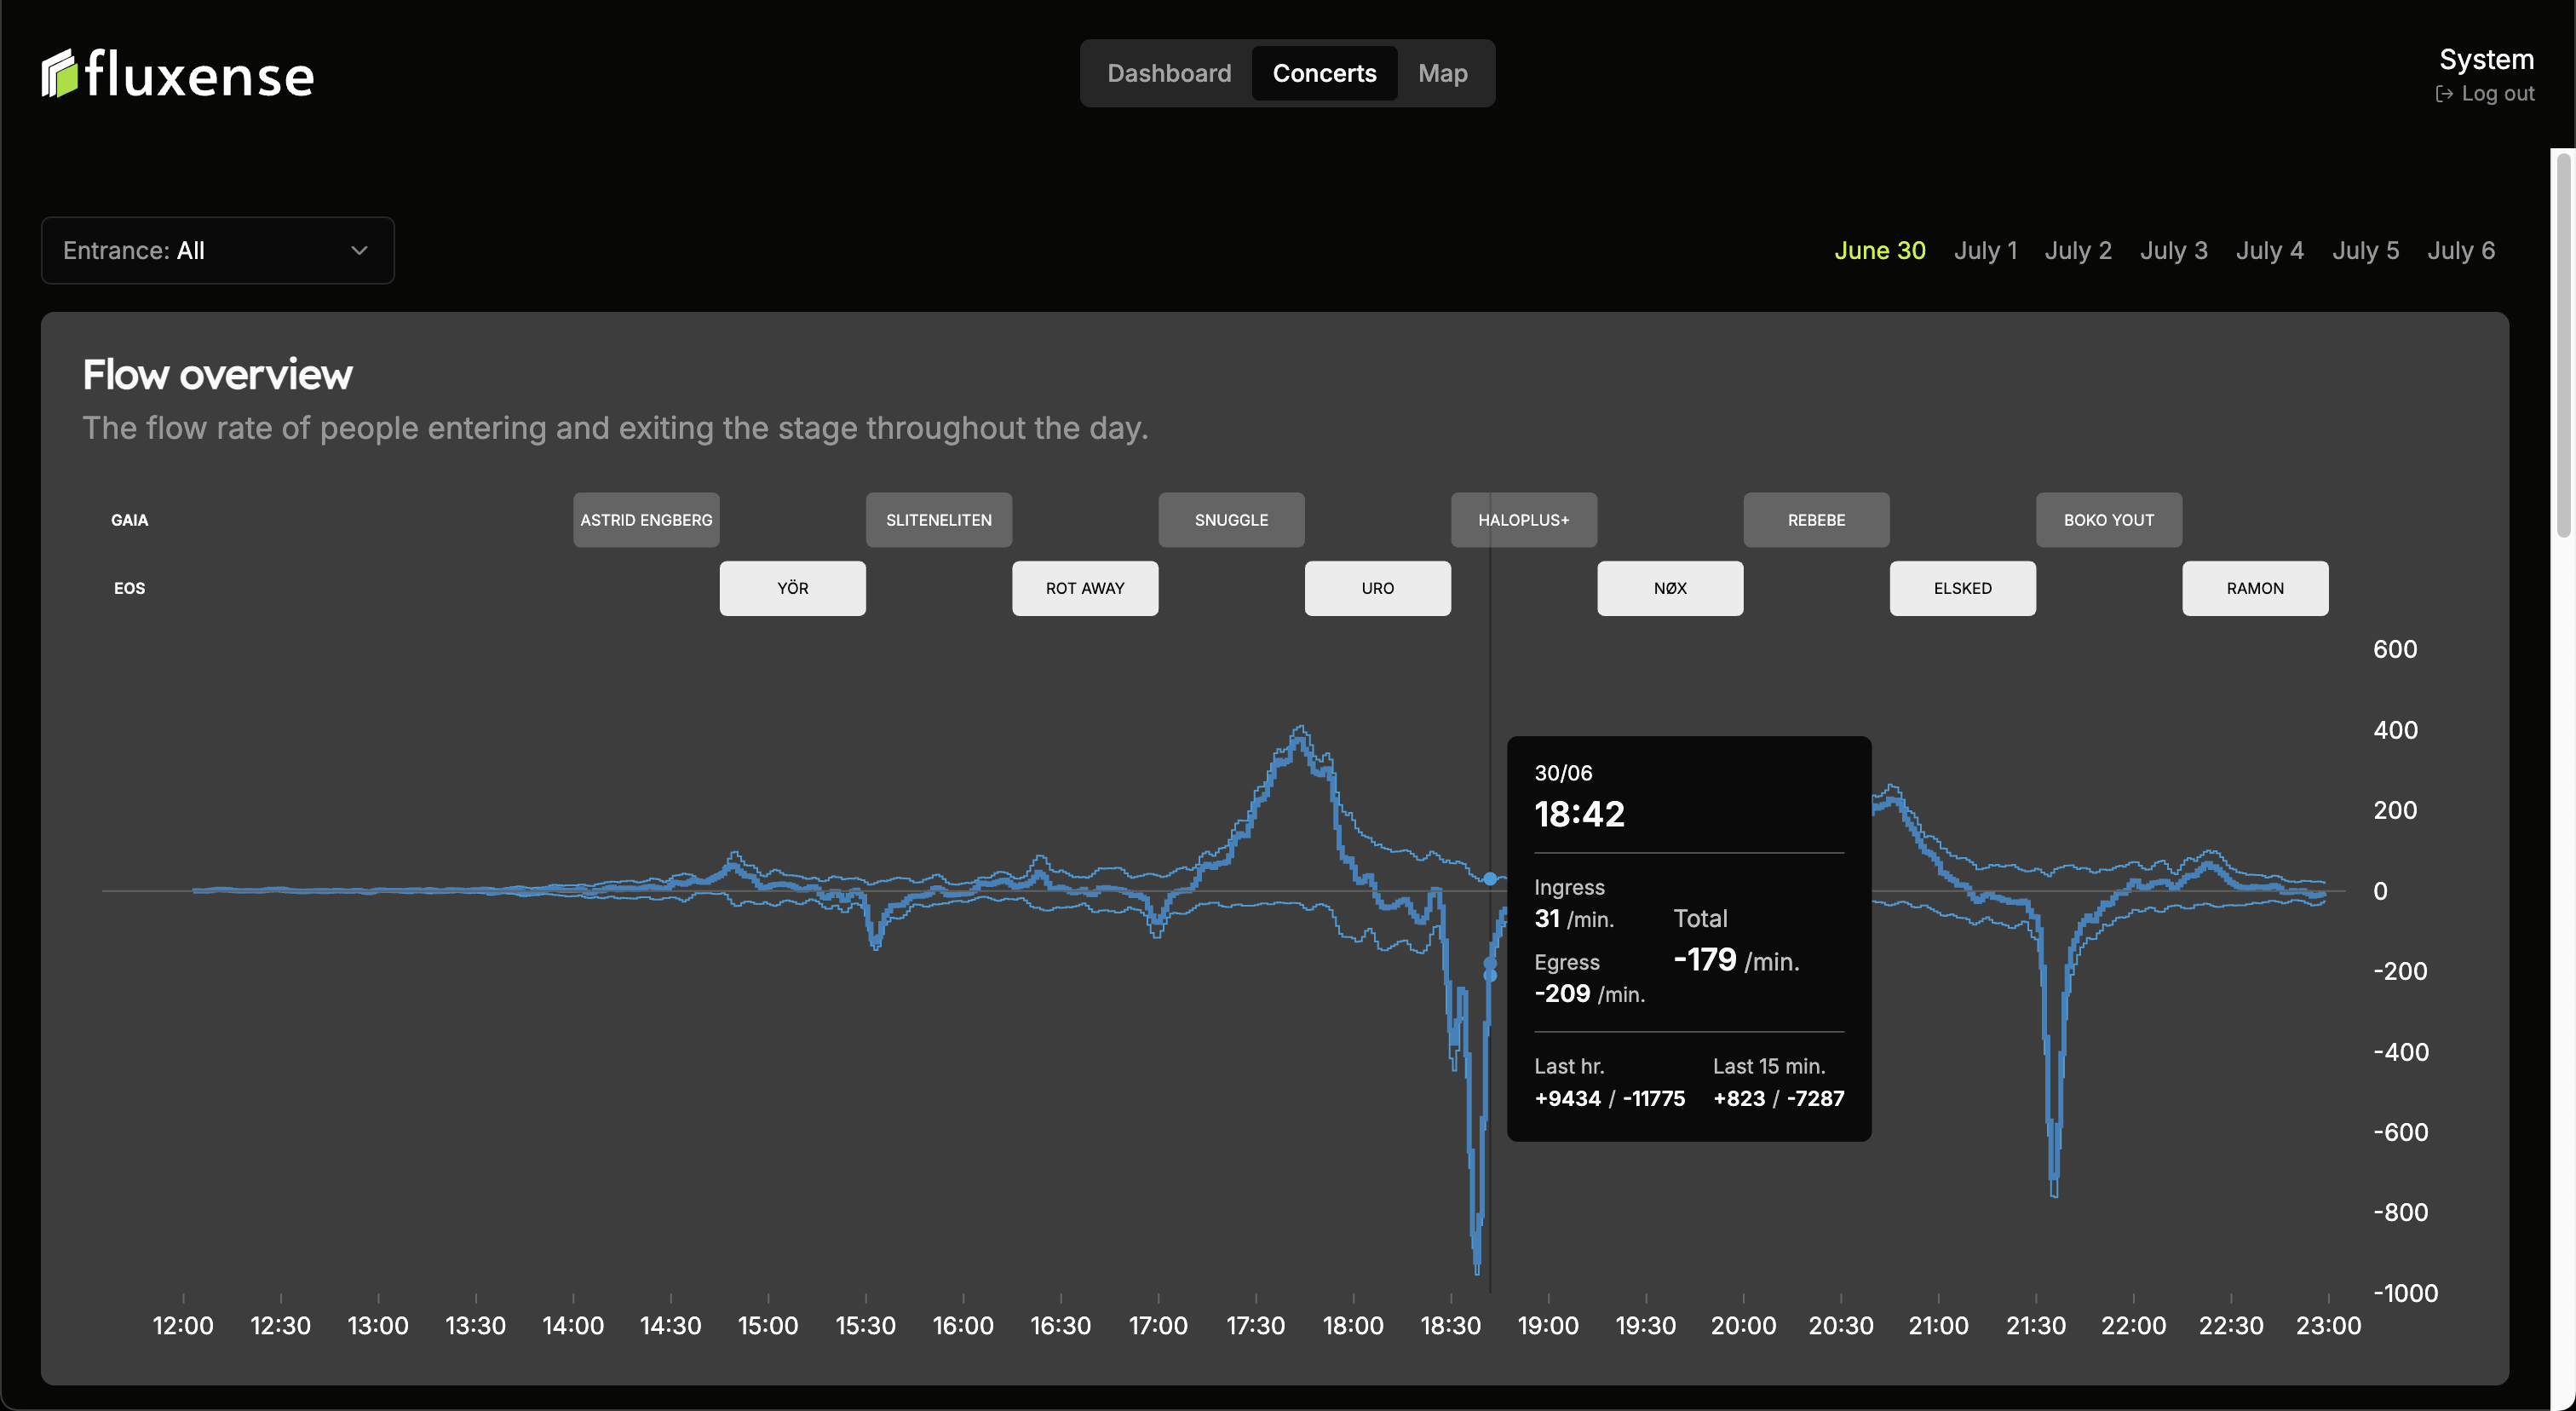 fluxense
Dashboard Concerts Map
System
Log out
Entrance: All
June 30 July 1 July 2 July 3 July 4 July 5 July 6
Flow overview
The flow rate of people entering and exiting the stage throughout the day.
GAIA ASTRID ENGBERG SLITENELITEN SNUGGLE HALOPLUS+ REBEBE BOKO YOUT
EOS YÖR ROT AWAY URO NØX ELSKED RAMON
600
400
200
0
-200
-400
-600
-800
-1000
30/06
18:42
Ingress
31 /min.
Egress
-209 /min.
Total
-179 /min.
Last hr.
+9434 / -11775
Last 15 min.
+823 / -7287
12:00 12:30 13:00 13:30 14:00 14:30 15:00 15:30 16:00 16:30 17:00 17:30 18:00 18:30 19:00 19:30 20:00 20:30 21:00 21:30 22:00 22:30 23:00